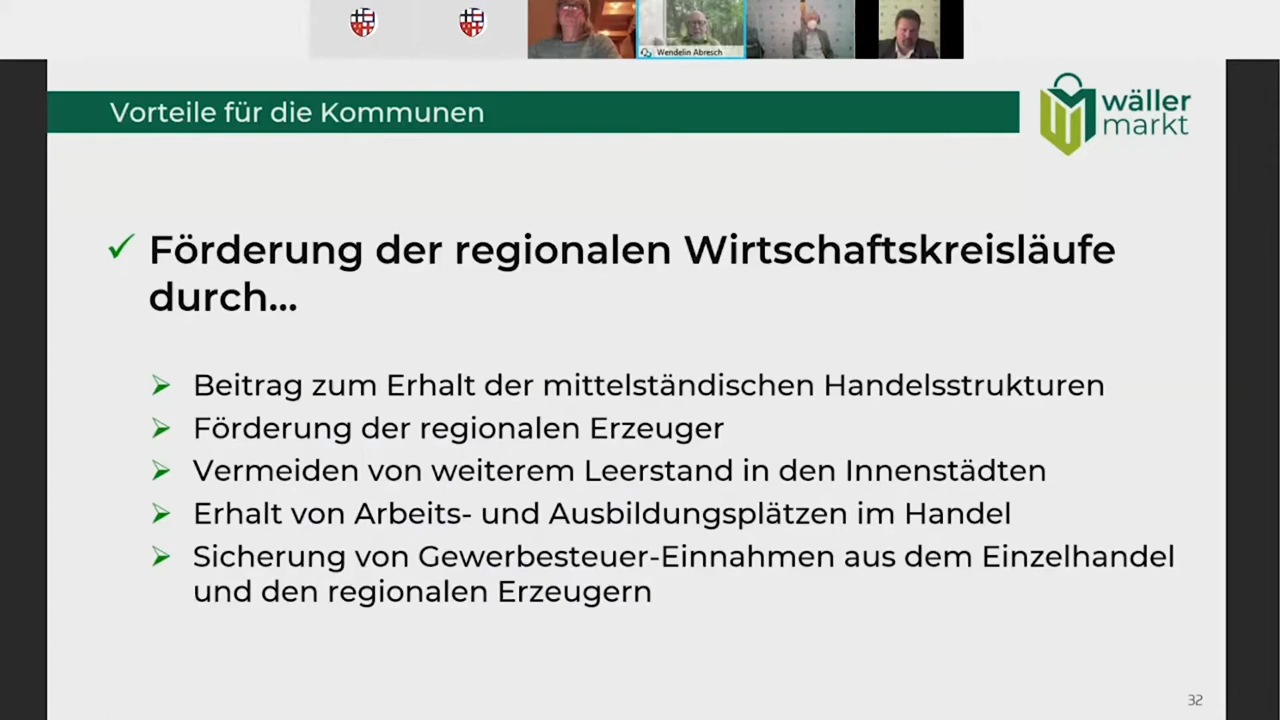 Wendelin Abresch
Vorteile für die Kommunen
wäller
markt
Förderung der regionalen Wirtschaftskreisläufe
durch...
Beitrag zum Erhalt der mittelständischen Handelsstrukturen
Förderung der regionalen Erzeuger
Vermeiden von weiterem Leerstand in den Innenstädten
Erhalt von Arbeits- und Ausbildungsplätzen im Handel
Sicherung von Gewerbesteuer-Einnahmen aus dem Einzelhandel
und den regionalen Erzeugern
32